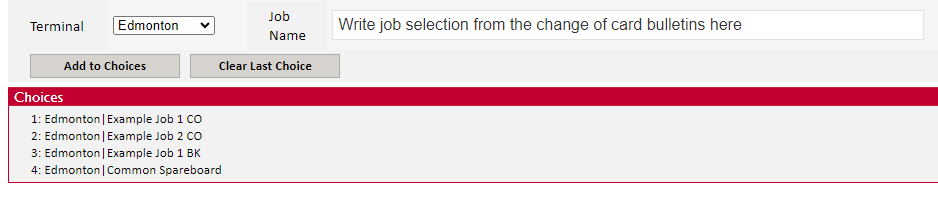 Terminal
Edmonton
Job
Name
Write job selection from the change of card bulletins here
Add to Choices
Clear Last Choice
Choices
1: Edmonton|Example Job 1 CO
2: Edmonton|Example Job 2 CO
3: Edmonton|Example Job 1 BK
4: Edmonton|Common Spareboard